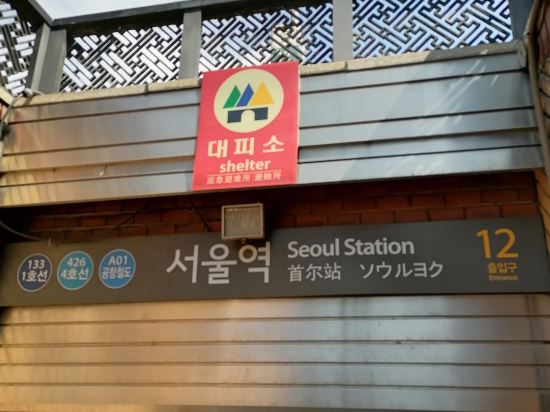 대피소
shelter
应急避难所 避難所
133
1호선
426
4호선
A01
공항철도
서울역
Seoul Station
首尔站 ソウルヨク
12
출입구
Entrance